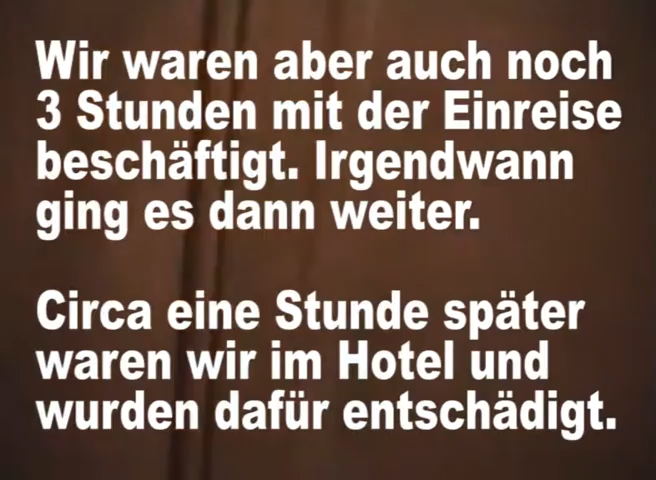 Wir waren aber auch noch
3 Stunden mit der Einreise
beschäftigt. Irgendwann
ging es dann weiter.
Circa eine Stunde später
waren wir im Hotel und
wurden dafür entschädigt.